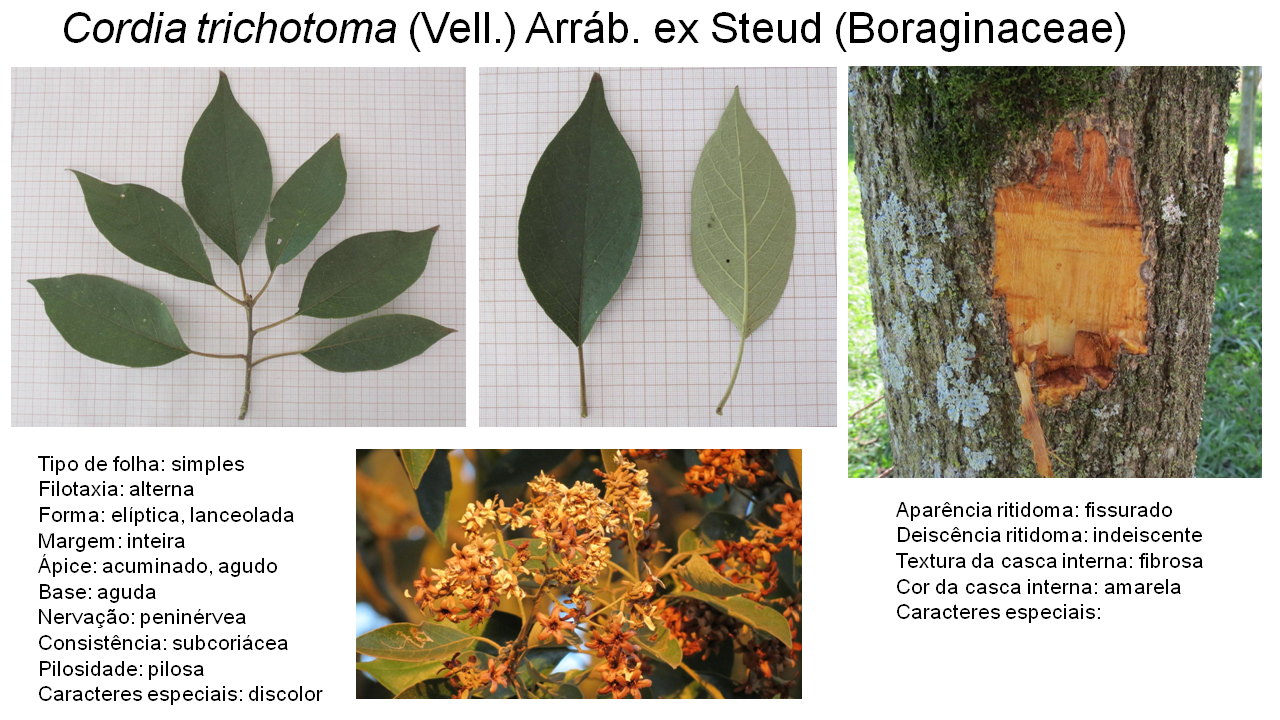 Cordia trichotoma (Vell.) Arráb. ex Steud (Boraginaceae)
Tipo de folha: simples
Filotaxia: alterna
Forma: elíptica, lanceolada
Margem: inteira
Ápice: acuminado, agudo
Base: aguda
Nervação: peninérvea
Consistência: subcoriácea
Pilosidade: pilosa
Caracteres especiais: discolor
Aparência ritidoma: fissurado
Deiscência ritidoma: indeiscente
Textura da casca interna: fibrosa
Cor da casca interna: amarela
Caracteres especiais: